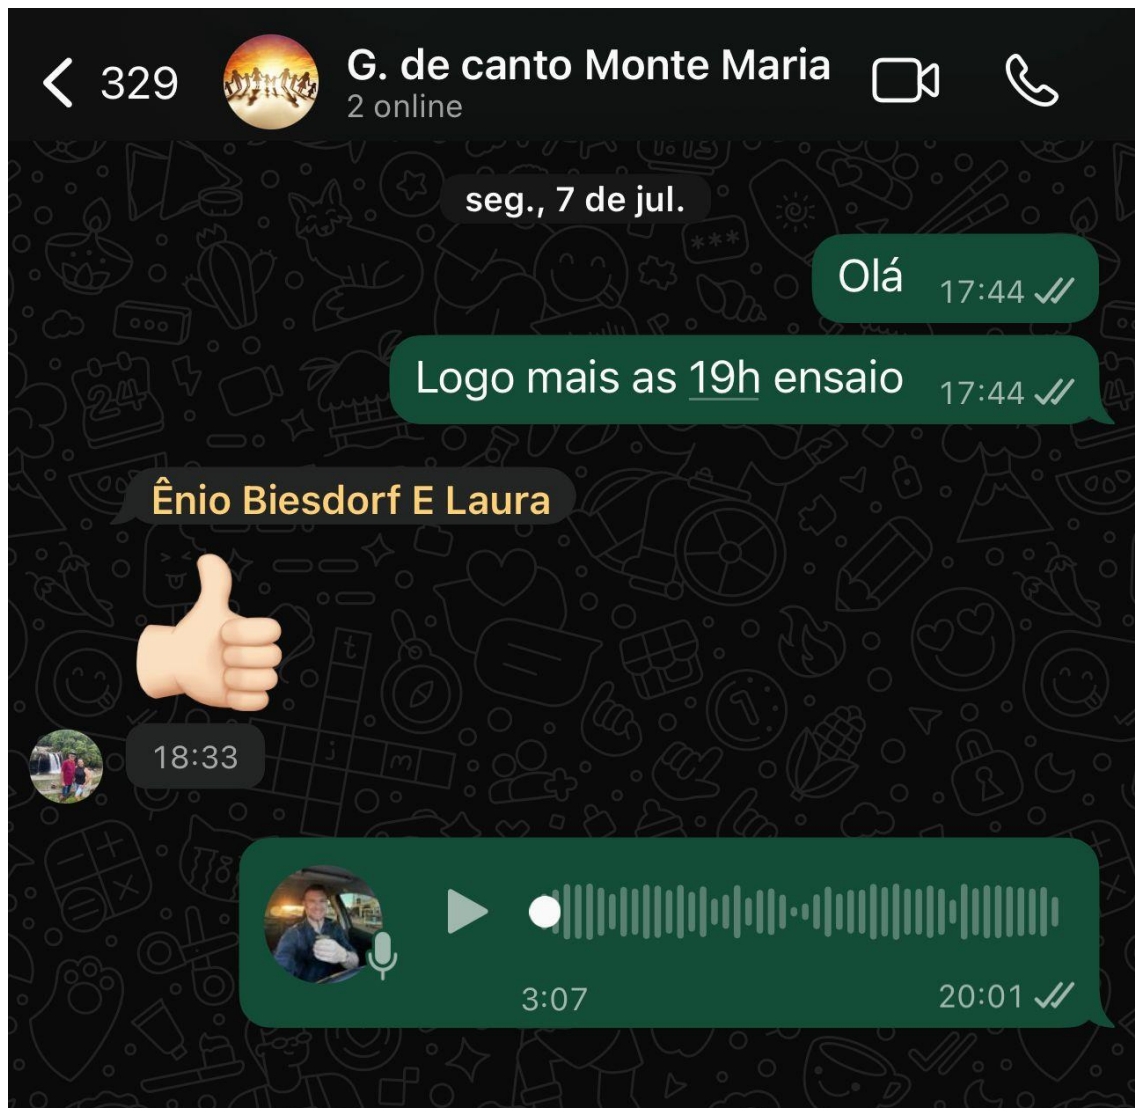 329
G. de canto Monte Maria
2 online
seg., 7 de jul.
Olá
17:44
Logo mais as 19h ensaio
17:44
Ênio Biesdorf E Laura
18:33
3:07
20:01